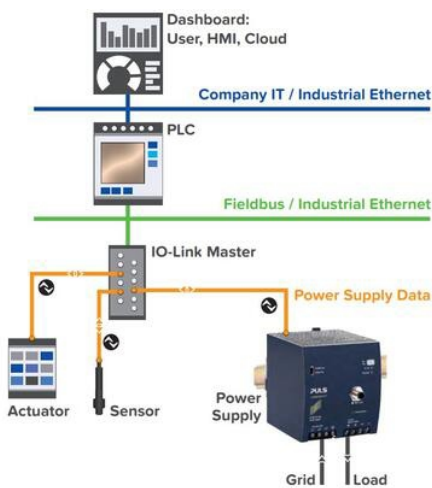 Dashboard:
User, HMI, Cloud
Company IT / Industrial Ethernet
PLC
Fieldbus / Industrial Ethernet
IO-Link Master
Power Supply Data
Actuator
Sensor
Power
Supply
PULS
Grid
Load